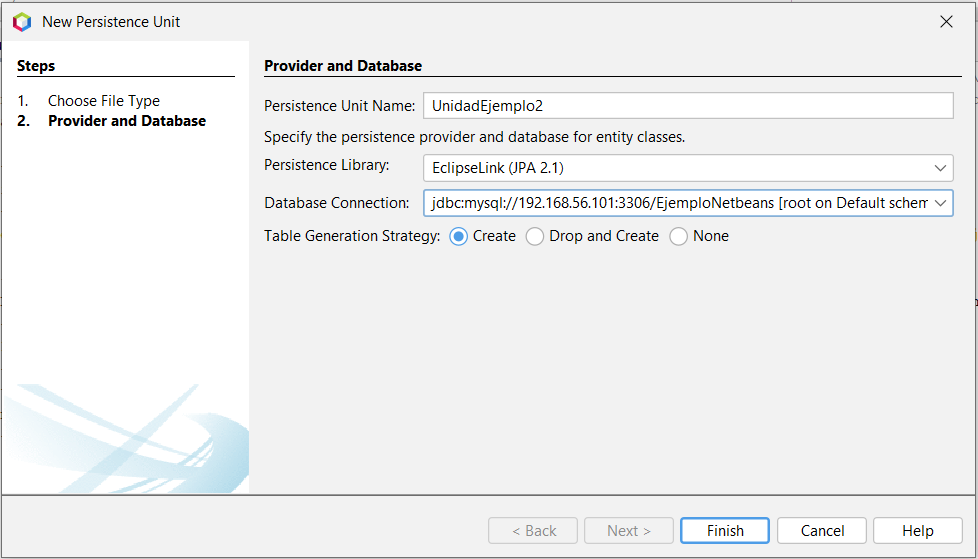 New Persistence Unit
Steps
1. Choose File Type
2. Provider and Database
Provider and Database
Persistence Unit Name: UnidadEjemplo2
Specify the persistence provider and database for entity classes.
Persistence Library: EclipseLink (JPA 2.1)
Database Connection: jdbc:mysql://192.168.56.101:3306/EjemploNetbeans [root on Default schem
Table Generation Strategy: Create Drop and Create None
< Back Next > Finish Cancel Help